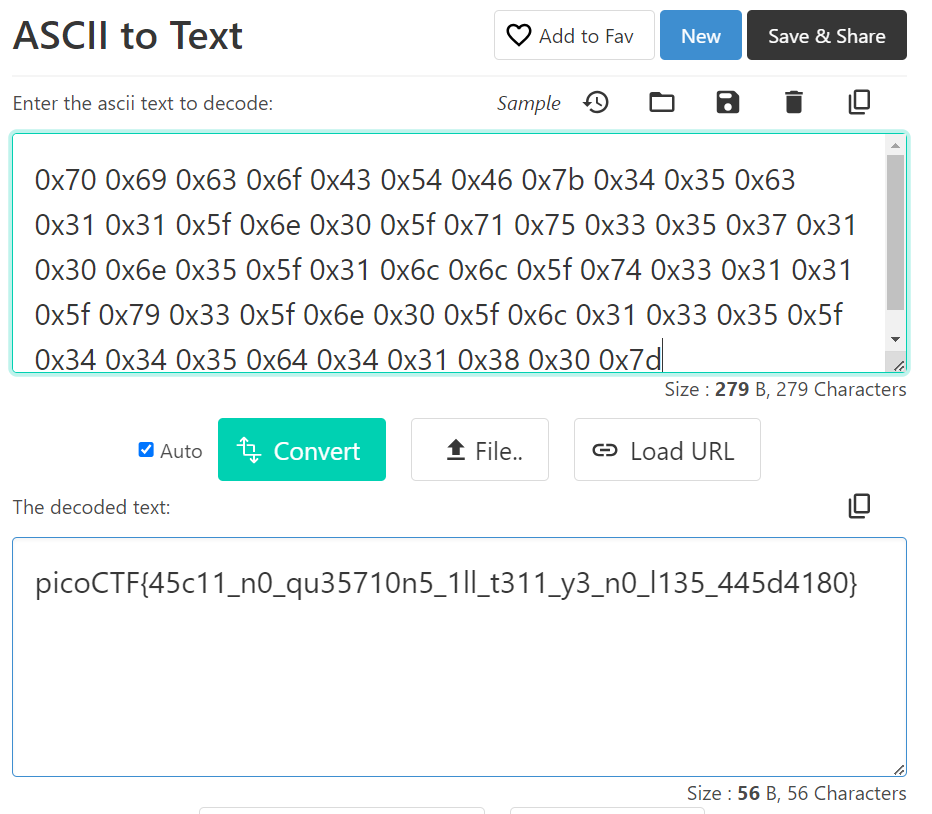 ASCII to Text
Add to Fav
New
Save & Share
Enter the ascii text to decode:
Sample
0x70 0x69 0x63 0x6f 0x43 0x54 0x46 0x7b 0x34 0x35 0x63
0x31 0x31 0x5f 0x6e 0x30 0x5f 0x71 0x75 0x33 0x35 0x37 0x31
0x30 0x6e 0x35 0x5f 0x31 0x6c 0x6c 0x5f 0x74 0x33 0x31 0x31
0x5f 0x79 0x33 0x5f 0x6e 0x30 0x5f 0x6c 0x31 0x33 0x35 0x5f
0x34 0x34 0x35 0x64 0x34 0x31 0x38 0x30 0x7d
Size : 279 B, 279 Characters
Auto
Convert
File..
Load URL
The decoded text:
picoCTF{45c11_n0_qu35710n5_1ll_t311_y3_n0_l135_445d4180}
Size : 56 B, 56 Characters